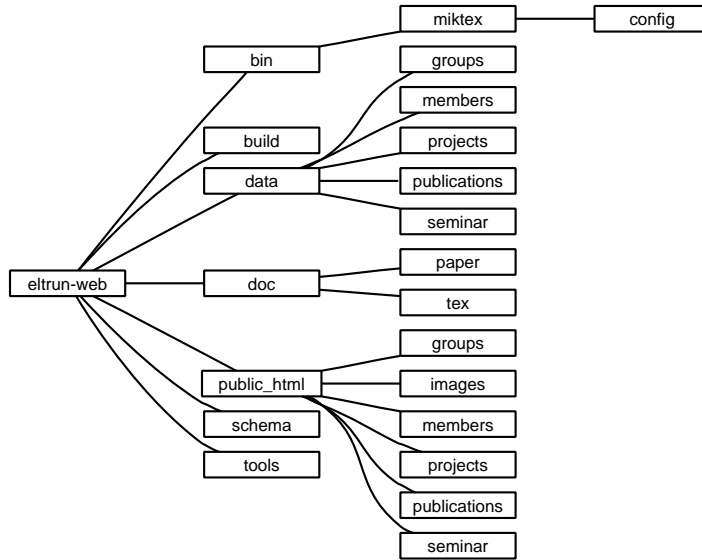 miktex
config
bin
groups
members
build
projects
data
publications
seminar
paper
eltrun-web
doc
tex
groups
public_html
images
schema
members
tools
projects
publications
seminar